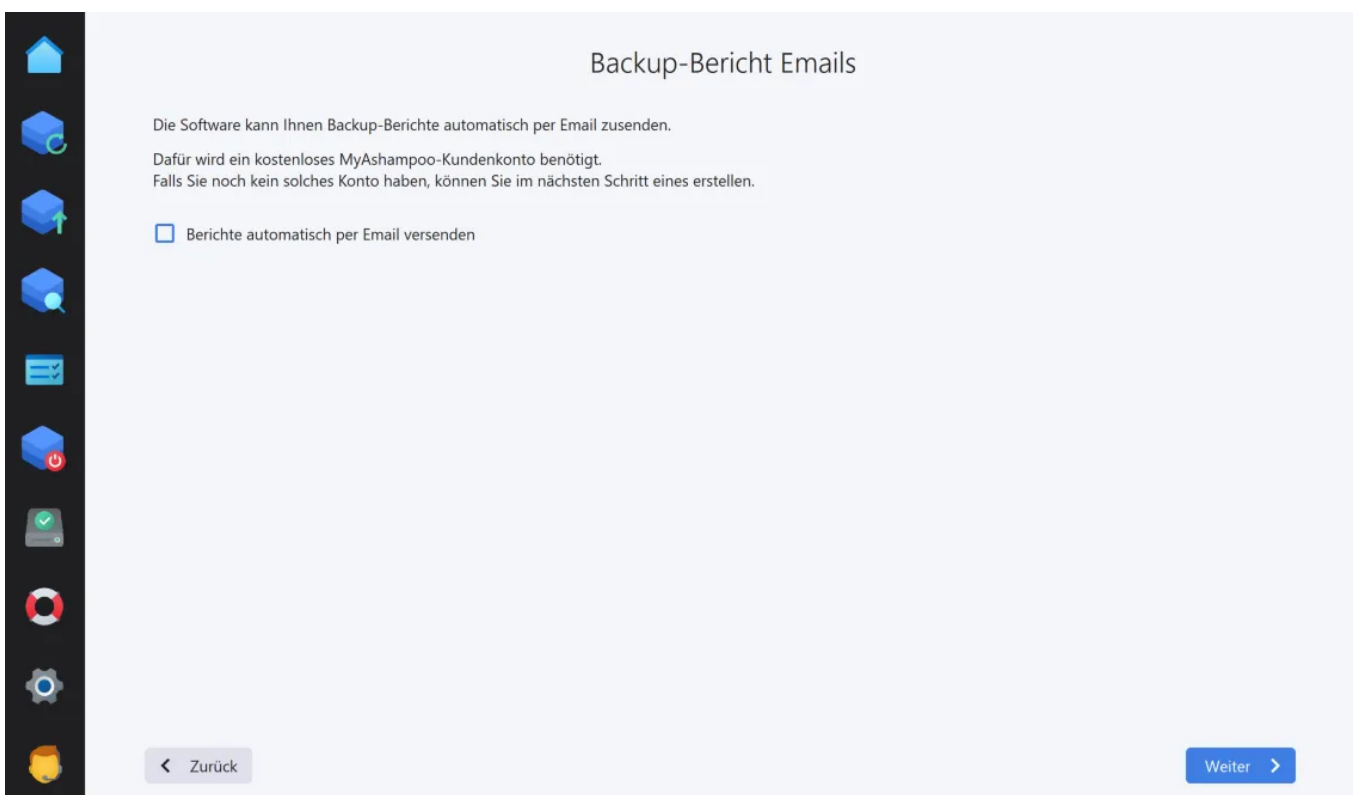 Backup-Bericht Emails
Die Software kann Ihnen Backup-Berichte automatisch per Email zusenden.
Dafür wird ein kostenloses MyAshampoo-Kundenkonto benötigt.
Falls Sie noch kein solches Konto haben, können Sie im nächsten Schritt eines erstellen.
Berichte automatisch per Email versenden
Zurück
Weiter